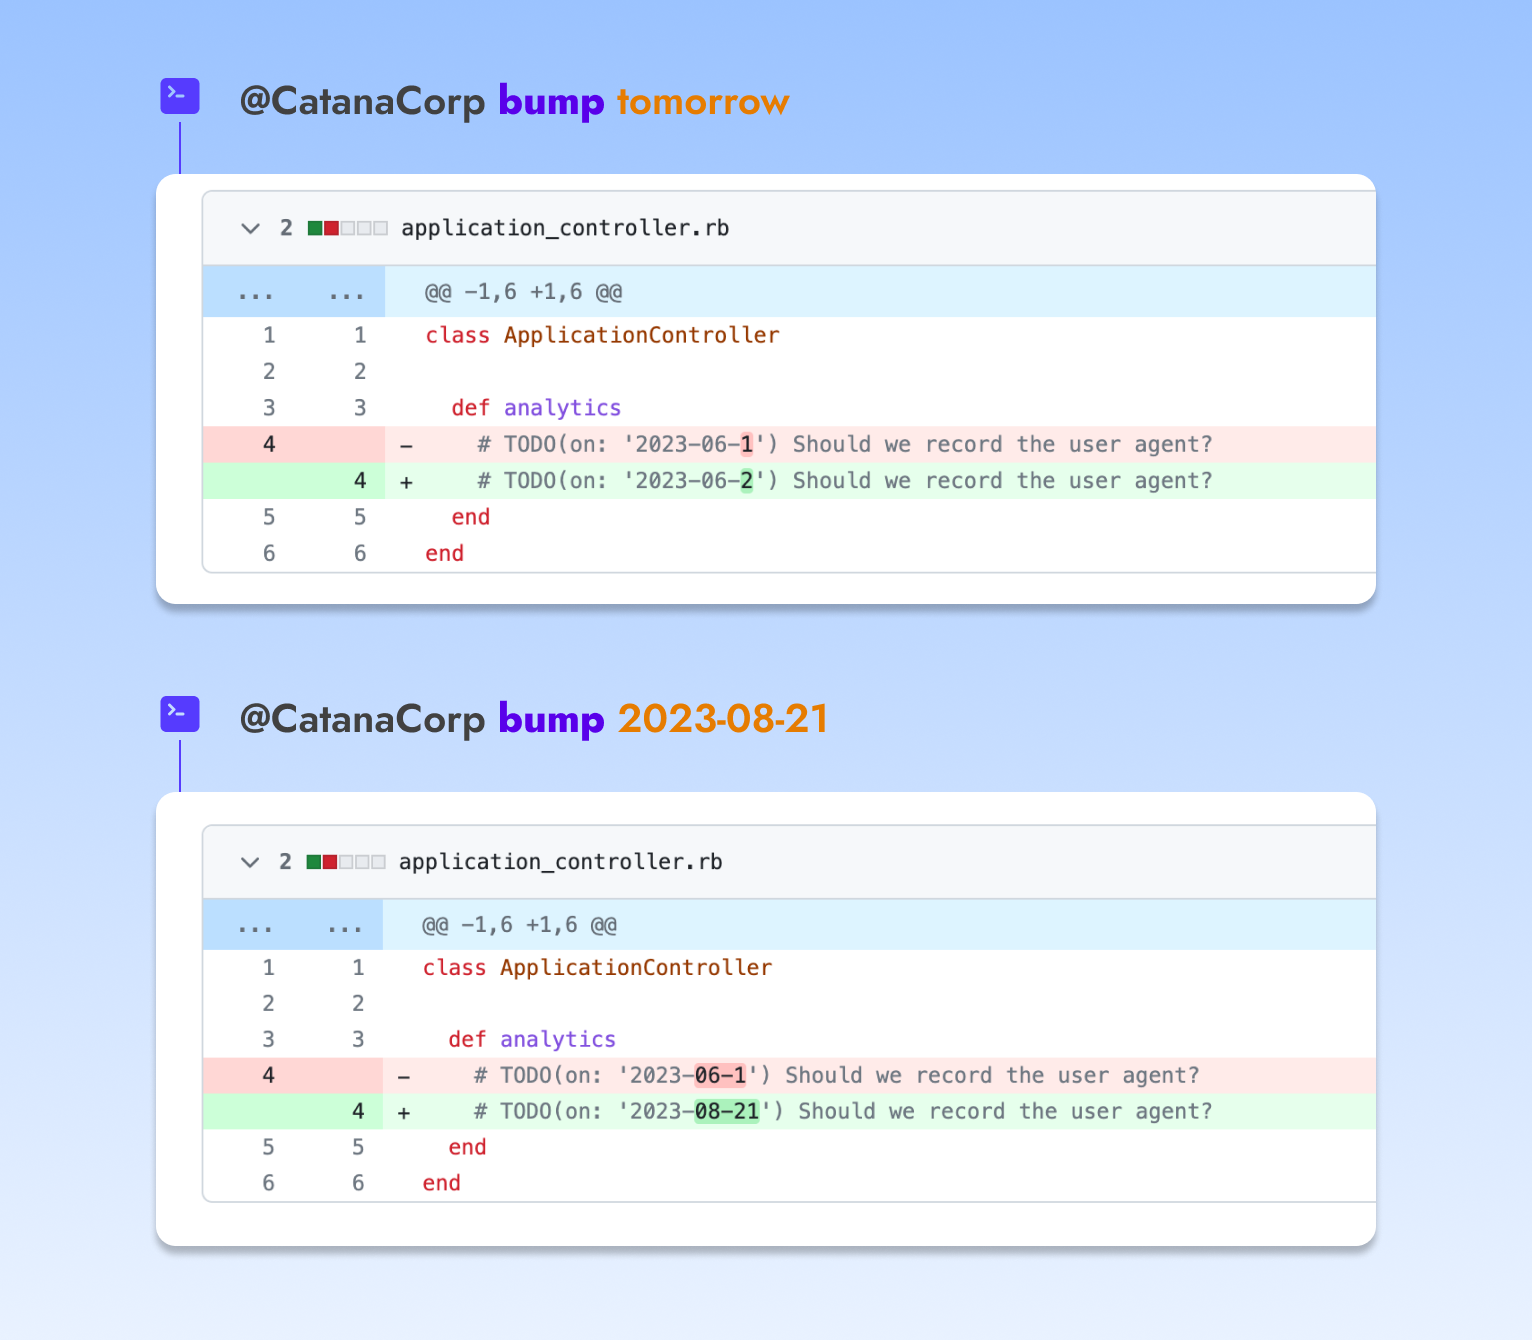 @CatanaCorp bump tomorrow
2 application_controller.rb
... ... @@ -1,6 +1,6 @@
1 1 class ApplicationController
2 2
3 3 def analytics
4 - # TODO(on: '2023-06-1') Should we record the user agent?
4 + # TODO(on: '2023-06-2') Should we record the user agent?
5 5 end
6 6 end
@CatanaCorp bump 2023-08-21
2 application_controller.rb
... ... @@ -1,6 +1,6 @@
1 1 class ApplicationController
2 2
3 3 def analytics
4 - # TODO(on: '2023-06-1') Should we record the user agent?
4 + # TODO(on: '2023-08-21') Should we record the user agent?
5 5 end
6 6 end